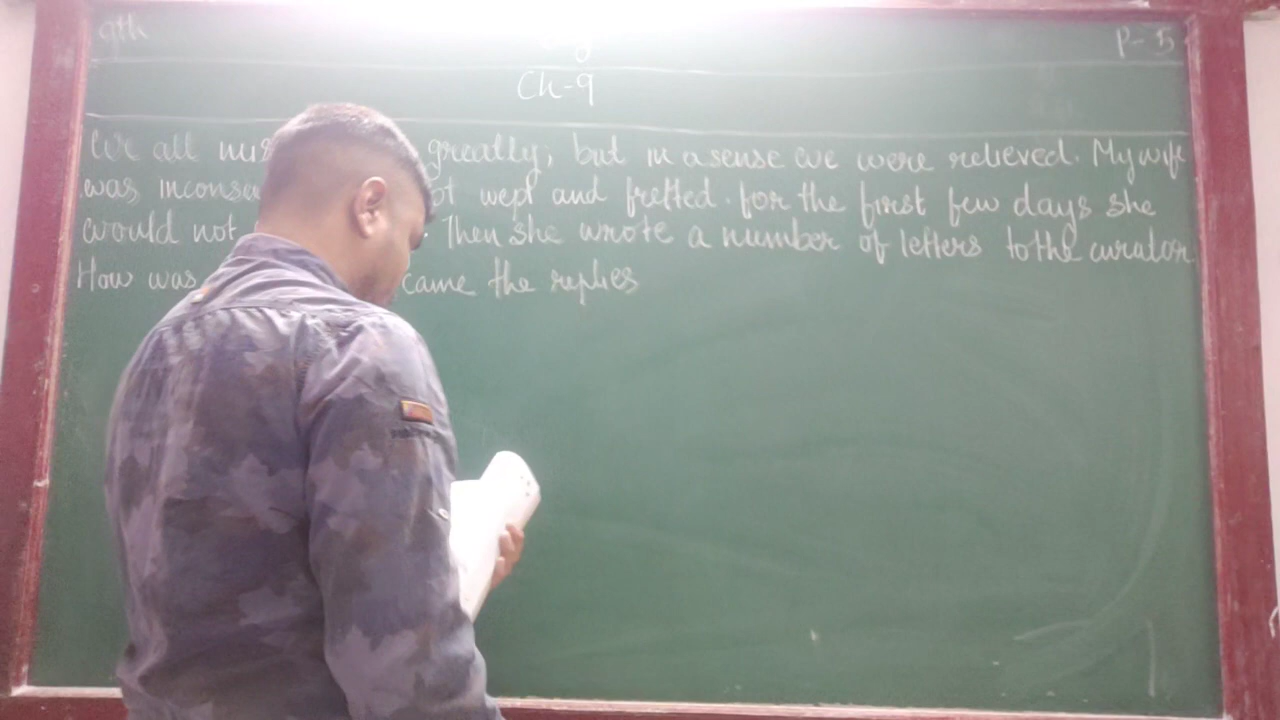 9th
P-5
Ch-9
We all greatly, but in a sense we were relieved. My wife
was wept and fretted. for the first few days she
would not Then she wrote a number of letters to the curator.
How was came the replies